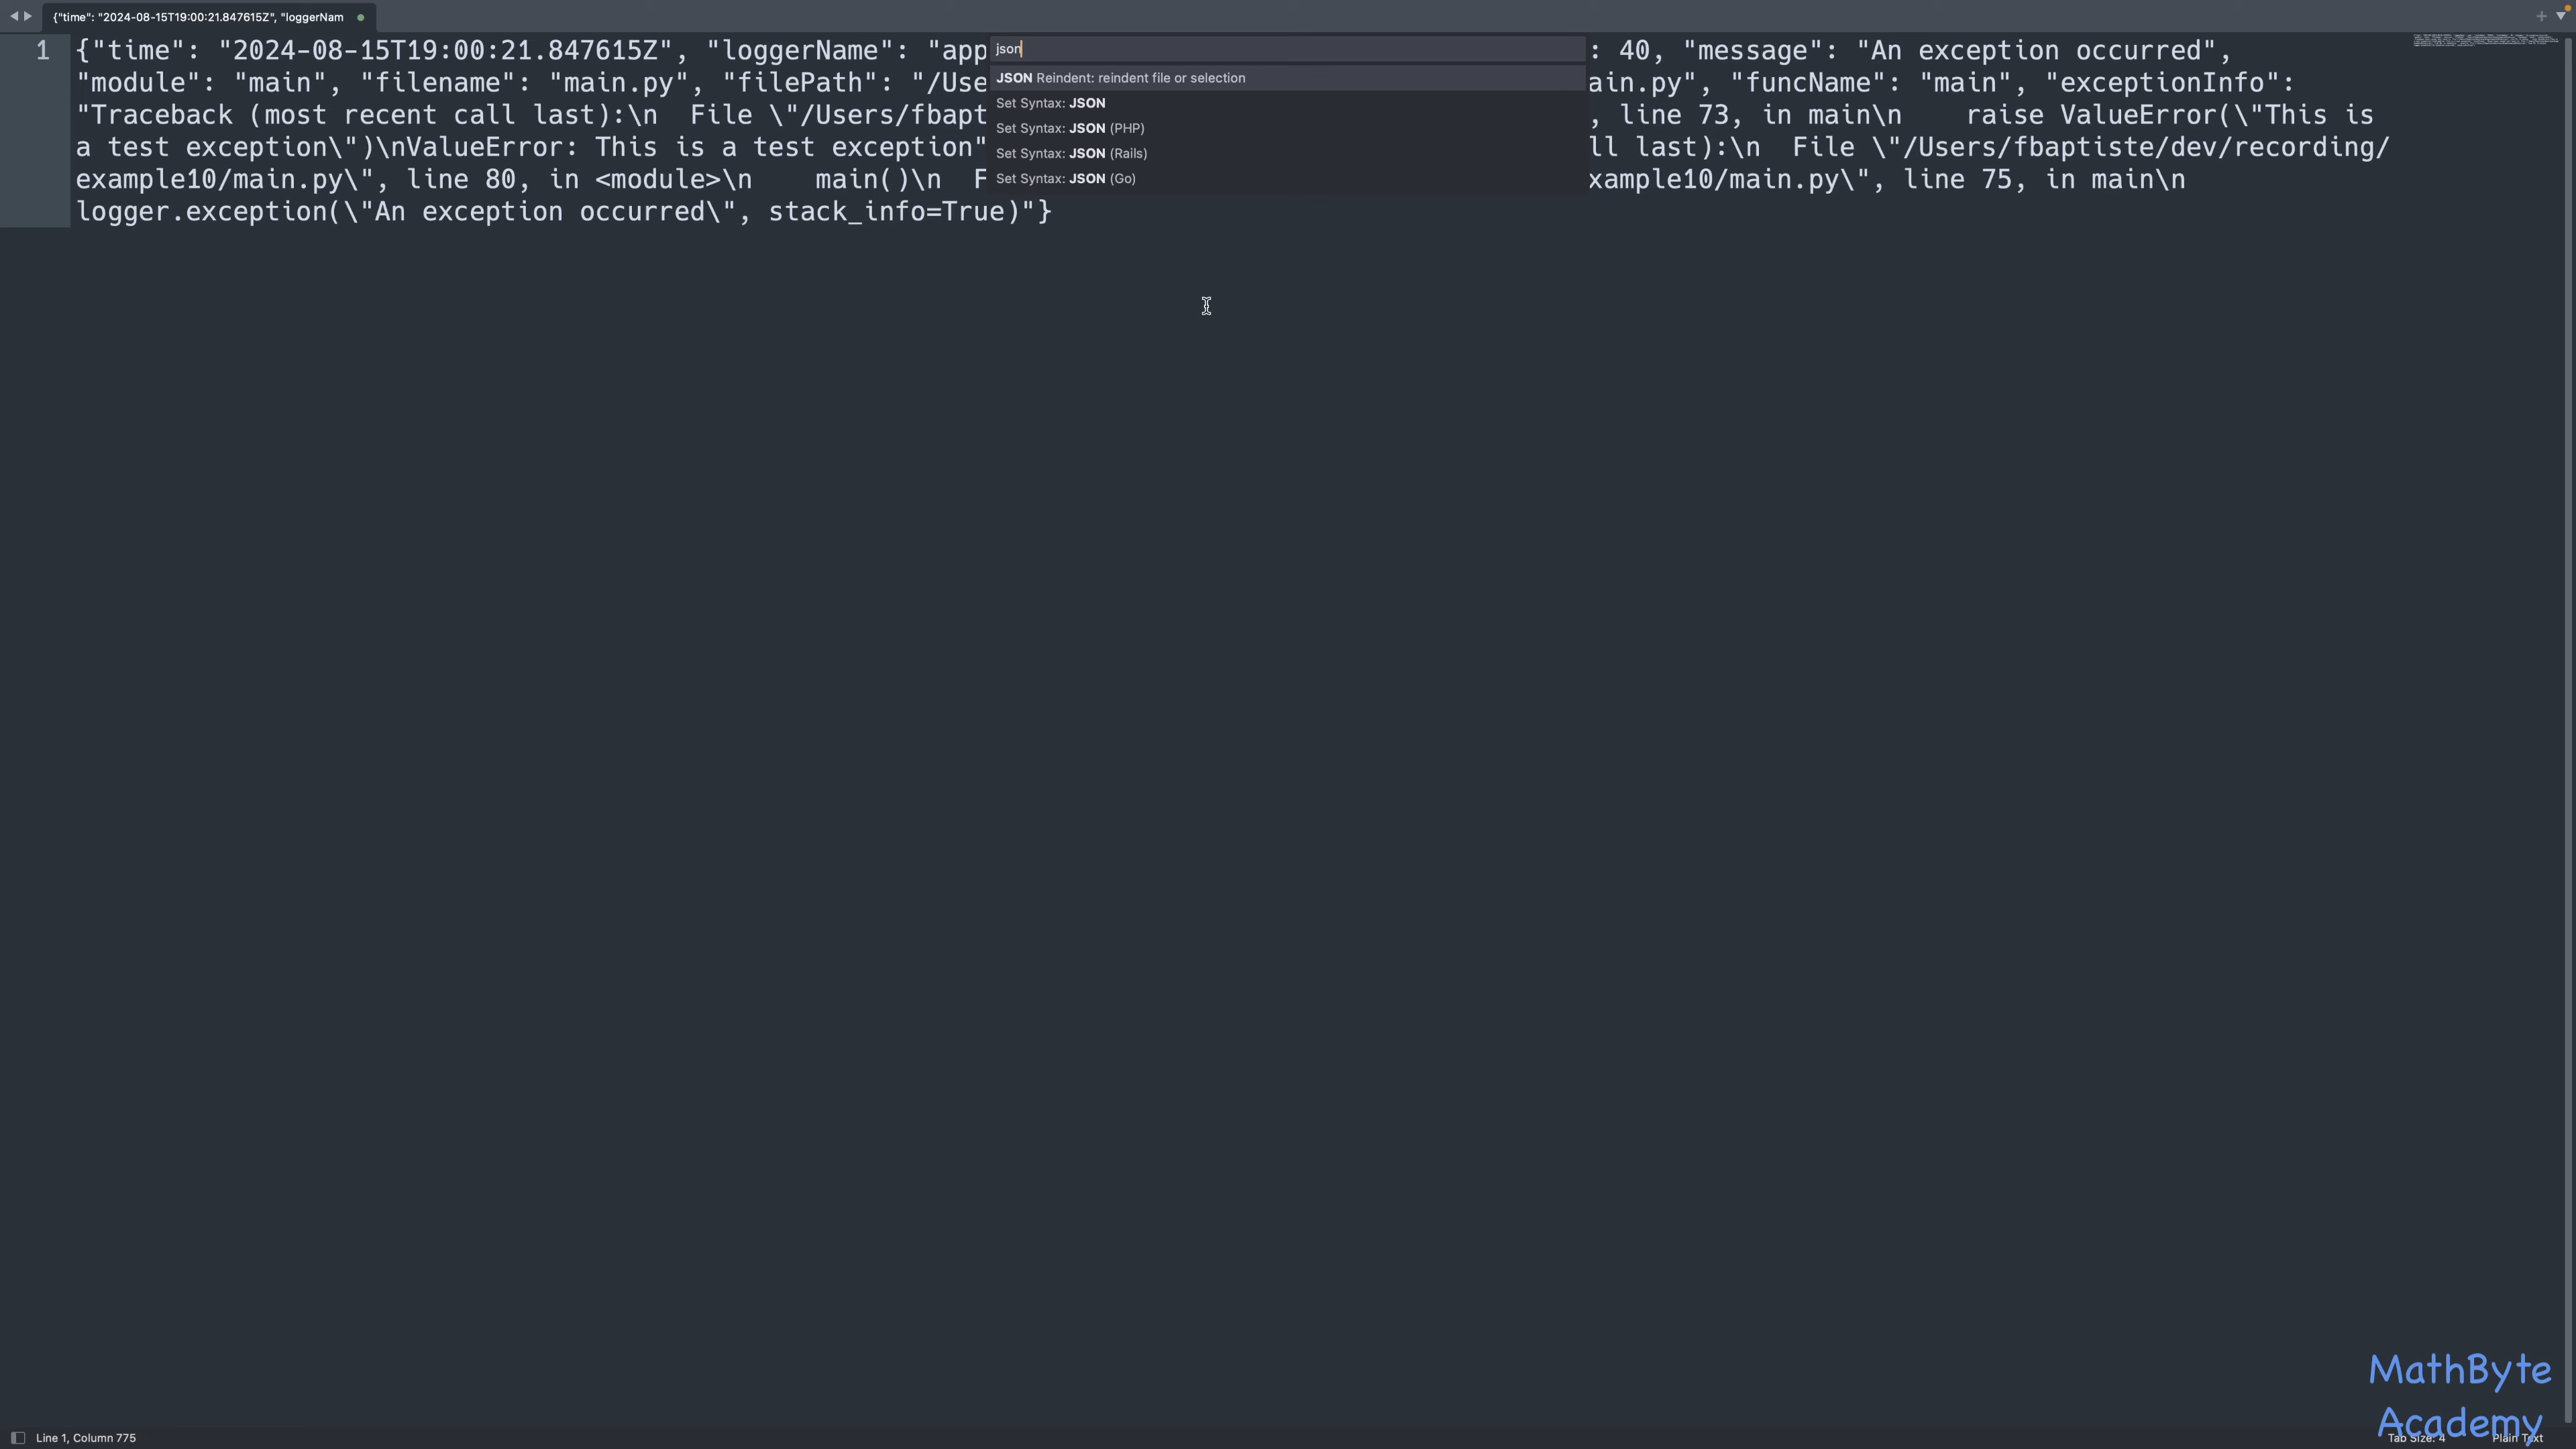 {"time": "2024-08-15T19:00:21.847615Z", "loggerNam
1 {"time": "2024-08-15T19:00:21.847615Z", "loggerName": "app : 40, "message": "An exception occurred",
"module": "main", "filename": "main.py", "filePath": "/Use ain.py", "funcName": "main", "exceptionInfo":
"Traceback (most recent call last):\n  File \"/Users/fbapt , line 73, in main\n    raise ValueError(\"This is
a test exception\")\nValueError: This is a test exception" ll last):\n  File \"/Users/fbaptiste/dev/recording/
example10/main.py\", line 80, in <module>\n    main()\n  F xample10/main.py\", line 75, in main\n
logger.exception(\"An exception occurred\", stack_info=True)"}
json
JSON Reindent: reindent file or selection
Set Syntax: JSON
Set Syntax: JSON (PHP)
Set Syntax: JSON (Rails)
Set Syntax: JSON (Go)
MathByte
Academy
Line 1, Column 775
Tab Size: 4
Plain Text